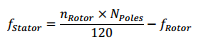 f_Stator = (n_Rotor × N_Poles) / 120 − f_Rotor